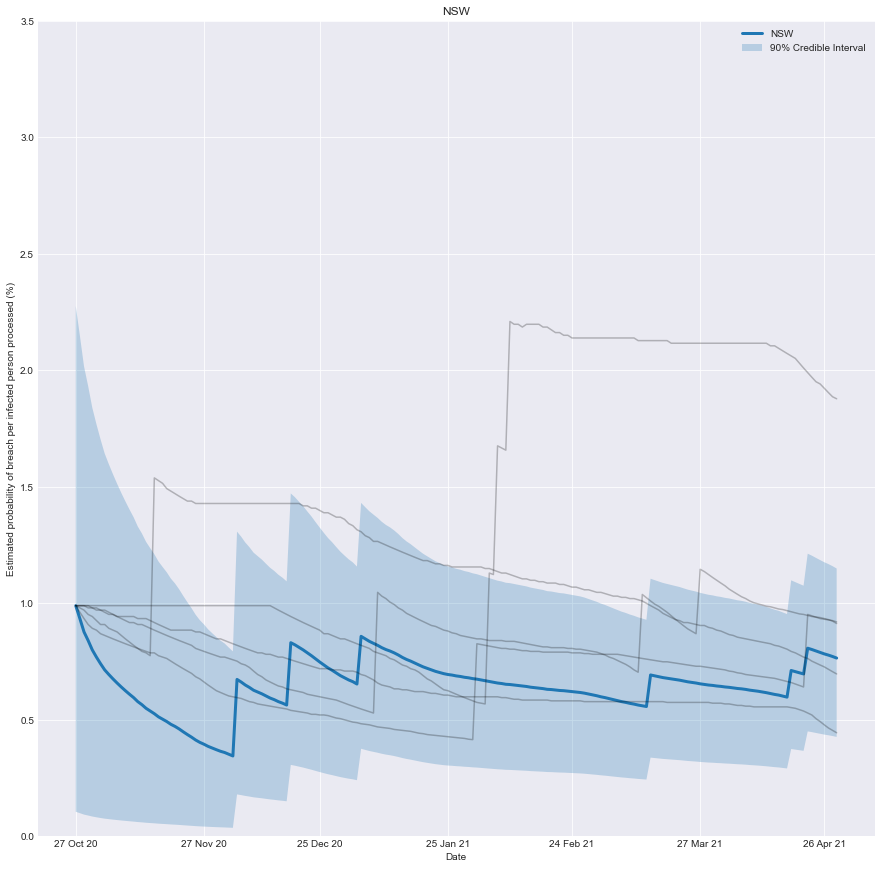 NSW
3.5
NSW
90% Credible Interval
3.0
2.5
2.0
1.5
1.0
0.5
0.0
Estimated probability of breach per infected person processed (%)
27 Oct 20
27 Nov 20
25 Dec 20
25 Jan 21
24 Feb 21
27 Mar 21
26 Apr 21
Date